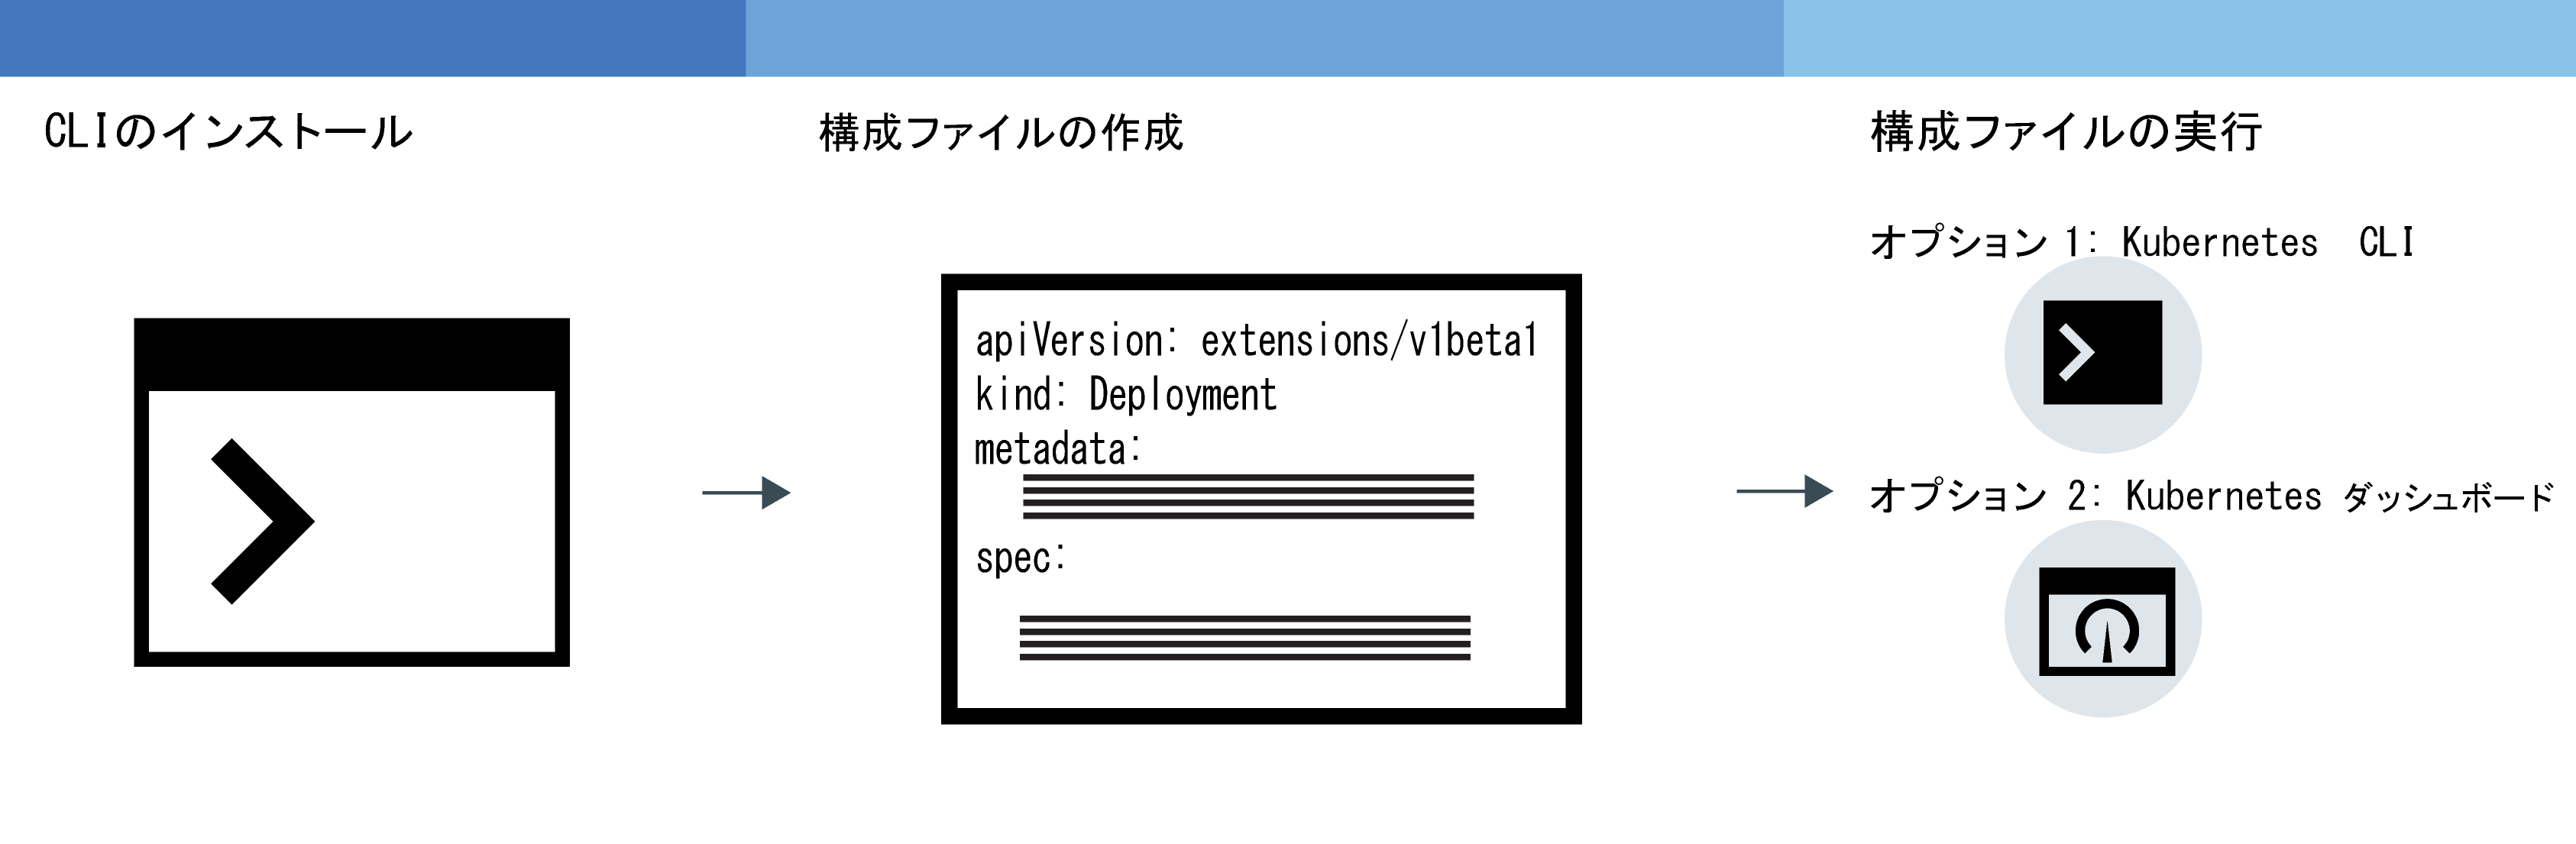 CLIのインストール
構成ファイルの作成
apiVersion: extensions/v1beta1
kind: Deployment
metadata:
spec:
構成ファイルの実行
オプション 1: Kubernetes CLI
オプション 2: Kubernetes ダッシュボード